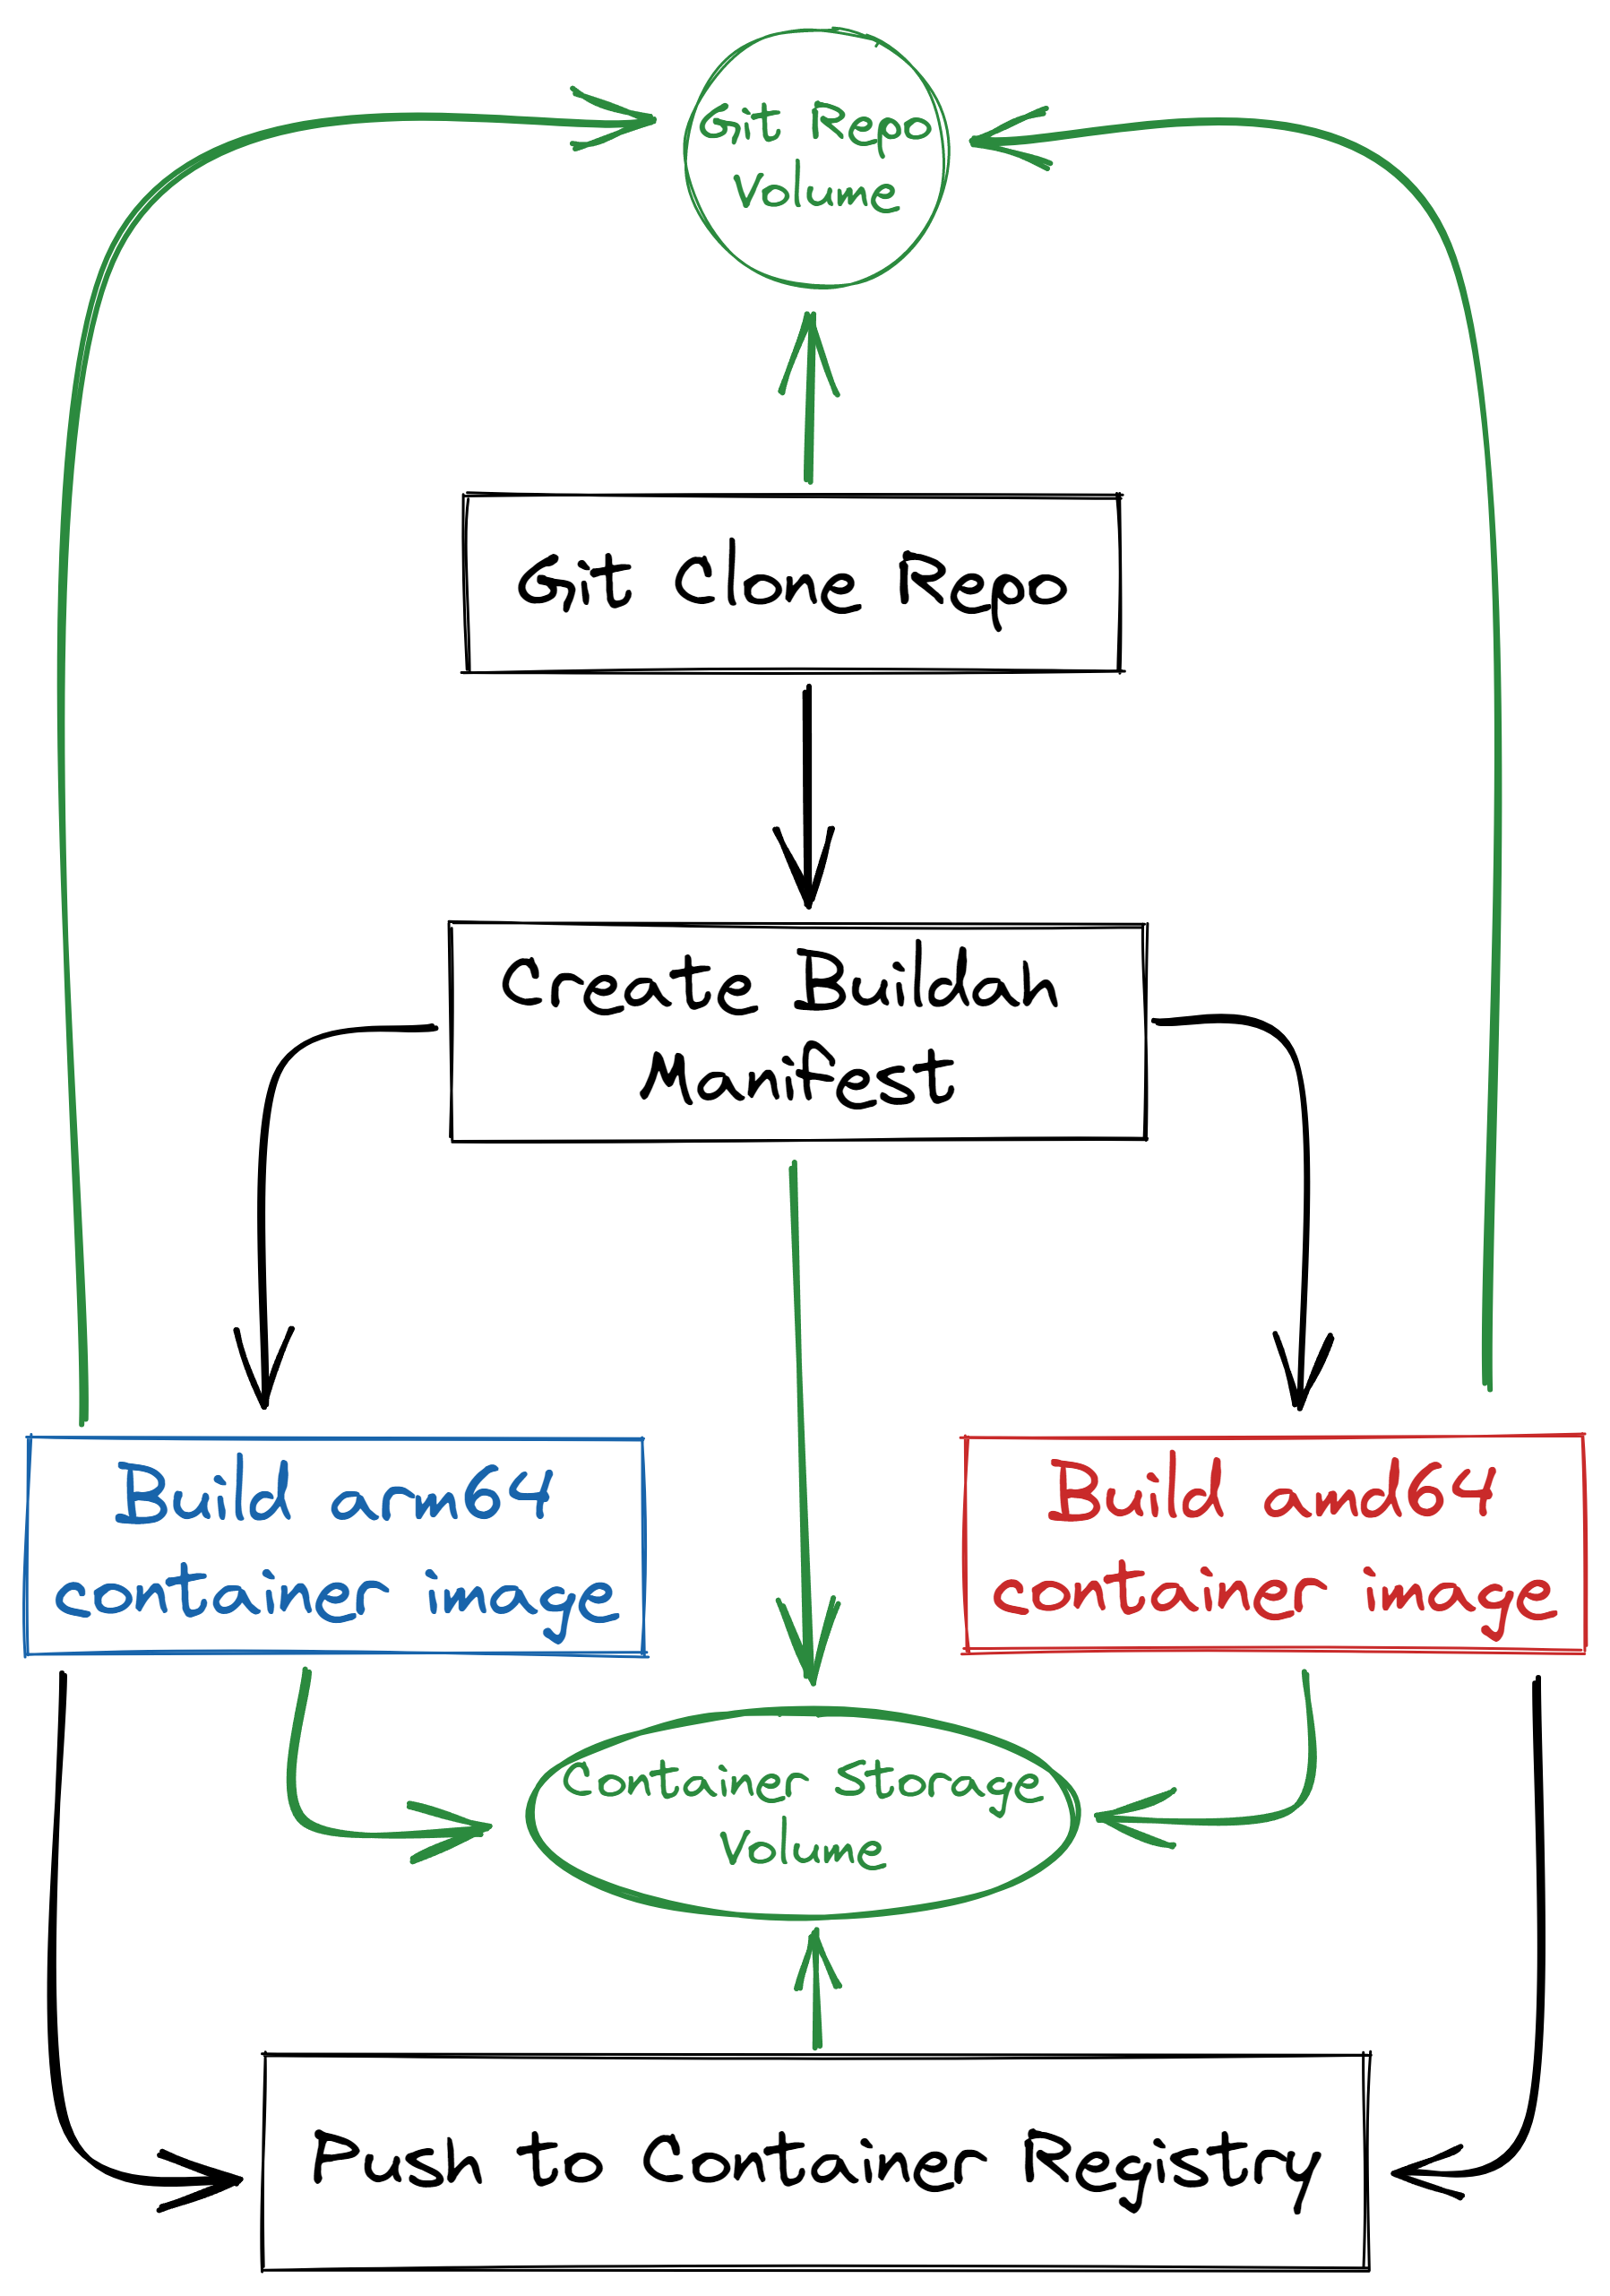 Git Repo
Volume
Git Clone Repo
Create Buildah
Manifest
Build arm64
container image
Build amd64
container image
Container Storage
Volume
Push to Container Registry